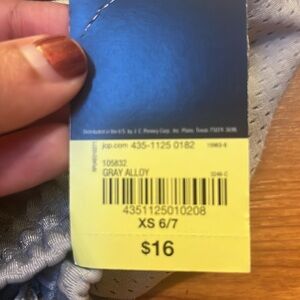 Distributed in the U.S. by J. C. Penney Corp. Inc. Plano, Texas 75024-3698
jcp.com 435-1125 0182
105832
GRAY ALLOY
4351125010208
XS 6/7
$16